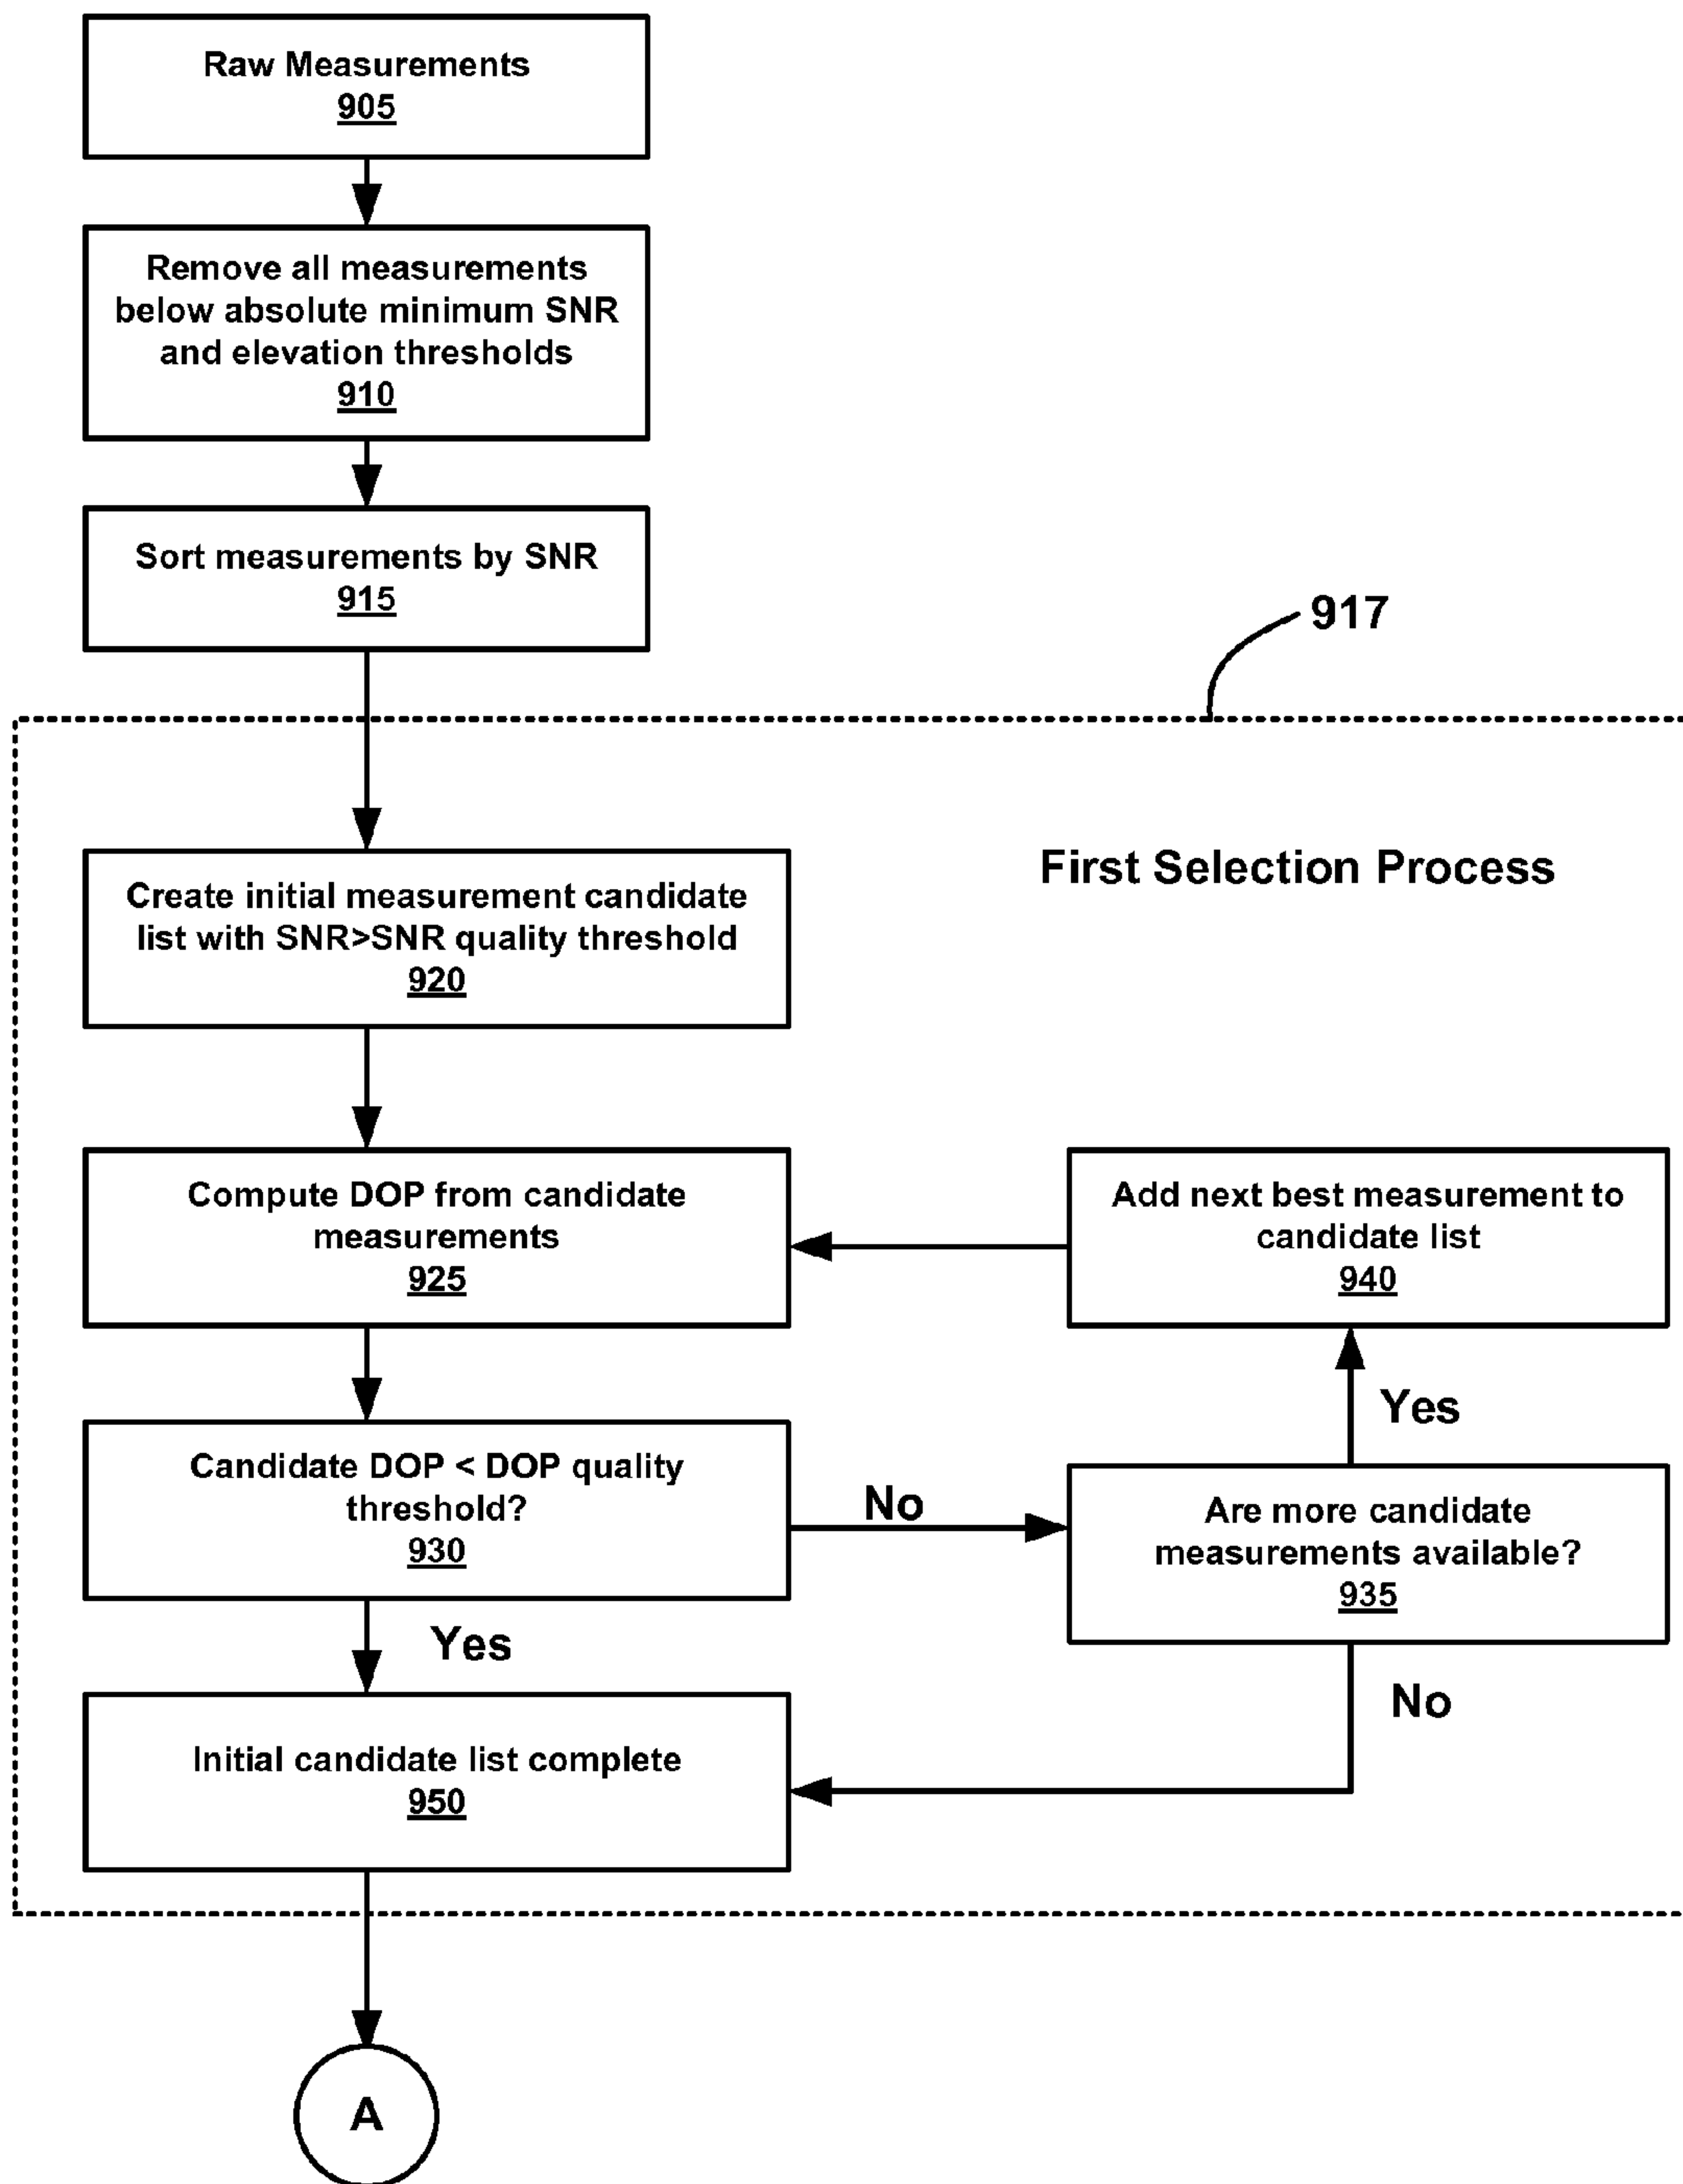 Raw Measurements
905
Remove all measurements
below absolute minimum SNR
and elevation thresholds
910
Sort measurements by SNR
915
917
First Selection Process
Create initial measurement candidate
list with SNR>SNR quality threshold
920
Compute DOP from candidate
measurements
925
Add next best measurement to
candidate list
940
Yes
Candidate DOP < DOP quality
threshold?
930
No
Are more candidate
measurements available?
935
Yes
No
Initial candidate list complete
950
A